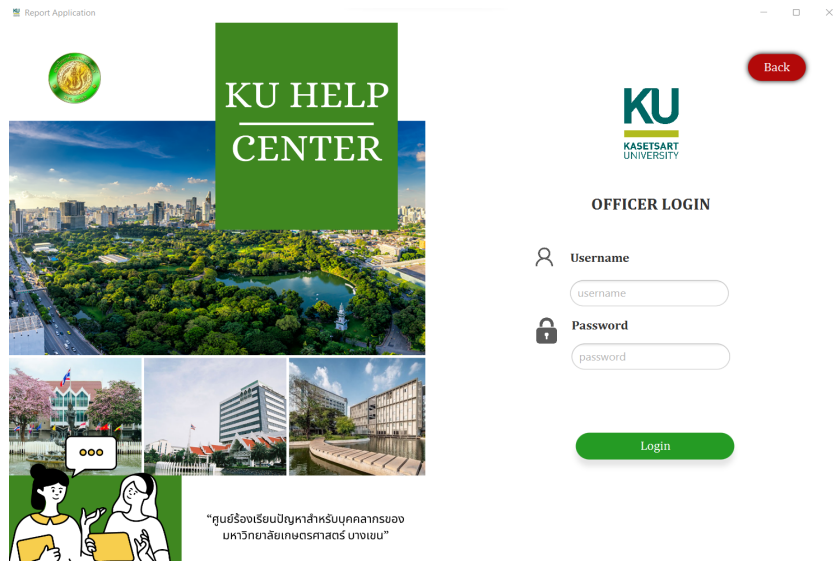 Report Application
KU HELP
CENTER
"ศูนย์ร้องเรียนปัญหาสำหรับบุคคลากรของ
มหาวิทยาลัยเกษตรศาสตร์ บางเขน"
Back
KU
KASETSART
UNIVERSITY
OFFICER LOGIN
Username
username
Password
password
Login